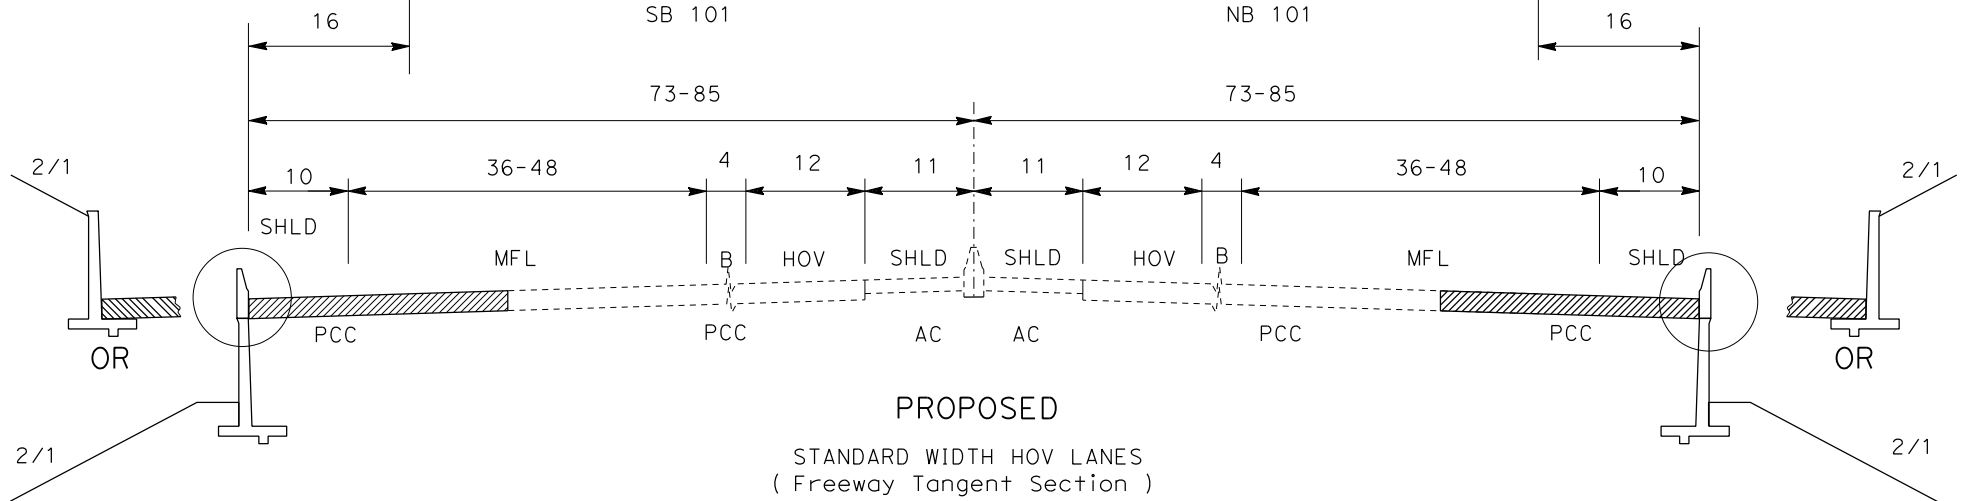 SB 101 NB 101
16 16
73-85 73-85
2/1 10 36-48 4 12 11 11 12 4 36-48 10 2/1
SHLD MFL B HOV SHLD SHLD HOV B MFL SHLD
PCC PCC AC AC PCC PCC
OR OR
PROPOSED
2/1 2/1
STANDARD WIDTH HOV LANES
( Freeway Tangent Section )